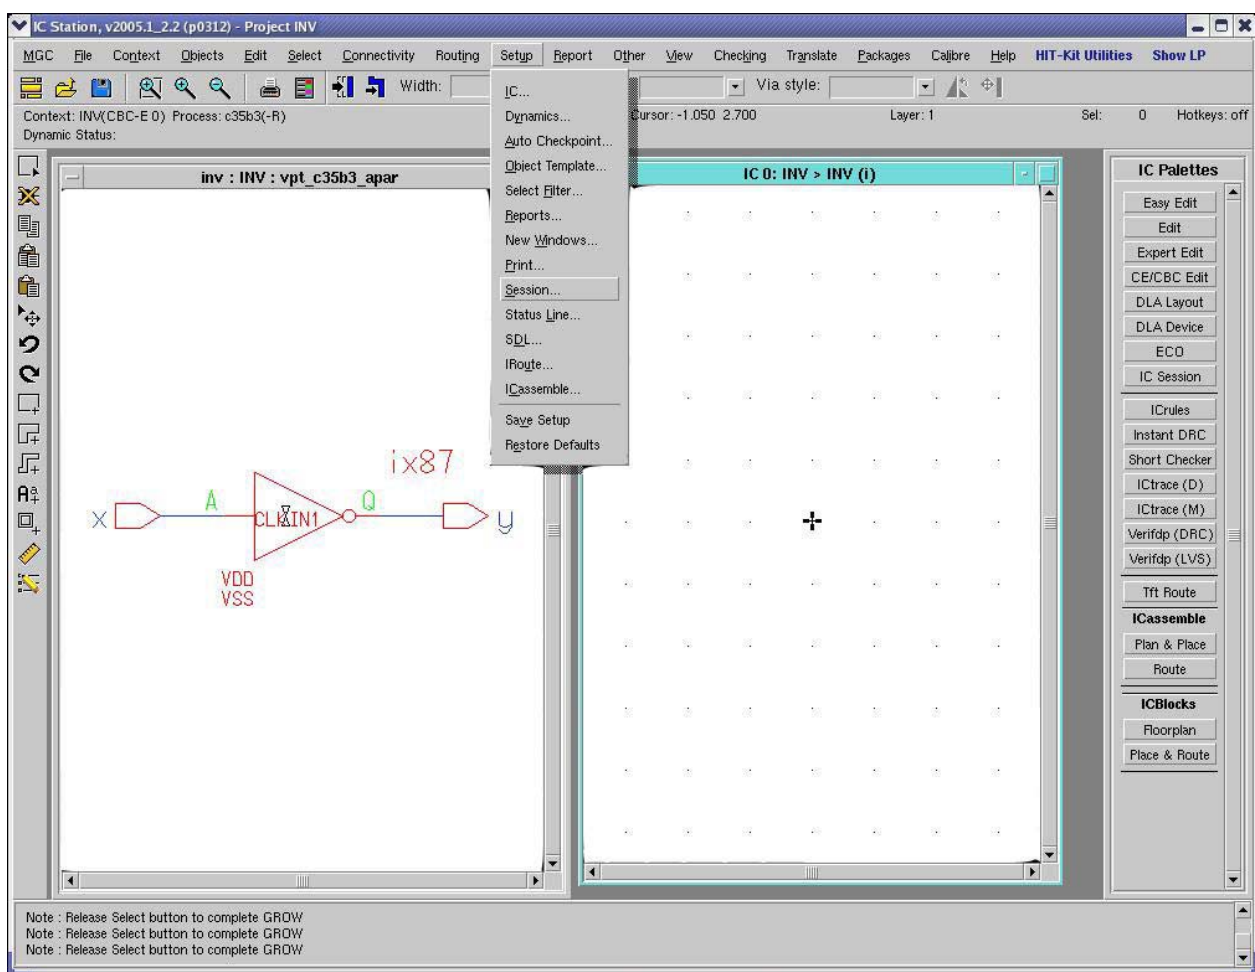 IC Station, v2005.1_2.2 (p0312) - Project INV
MGC File Context Objects Edit Select Connectivity Routing Setup Report Other View Checking Translate Packages Calibre Help HIT-Kit Utilities Show LP
Width: Via style:
Context: INV(CBC-E 0) Process: c35b3(-R) Cursor: -1.050 2.700 Layer: 1 Sel: 0 Hotkeys: off
Dynamic Status:
IC...
Dynamics...
Auto Checkpoint...
Object Template...
Select Filter...
Reports...
New Windows...
Print...
Session...
Status Line...
SDL...
IRoute...
ICassemble...
Save Setup
Restore Defaults
inv : INV : vpt_c35b3_apar
ix87
A
Q
x
CLKIN1
y
VDD
VSS
IC 0: INV > INV (i)
IC Palettes
Easy Edit
Edit
Expert Edit
CE/CBC Edit
DLA Layout
DLA Device
ECO
IC Session
ICrules
Instant DRC
Short Checker
ICtrace (D)
ICtrace (M)
Verifdp (DRC)
Verifdp (LVS)
Tft Route
ICassemble
Plan & Place
Route
ICBlocks
Floorplan
Place & Route
Note : Release Select button to complete GROW
Note : Release Select button to complete GROW
Note : Release Select button to complete GROW